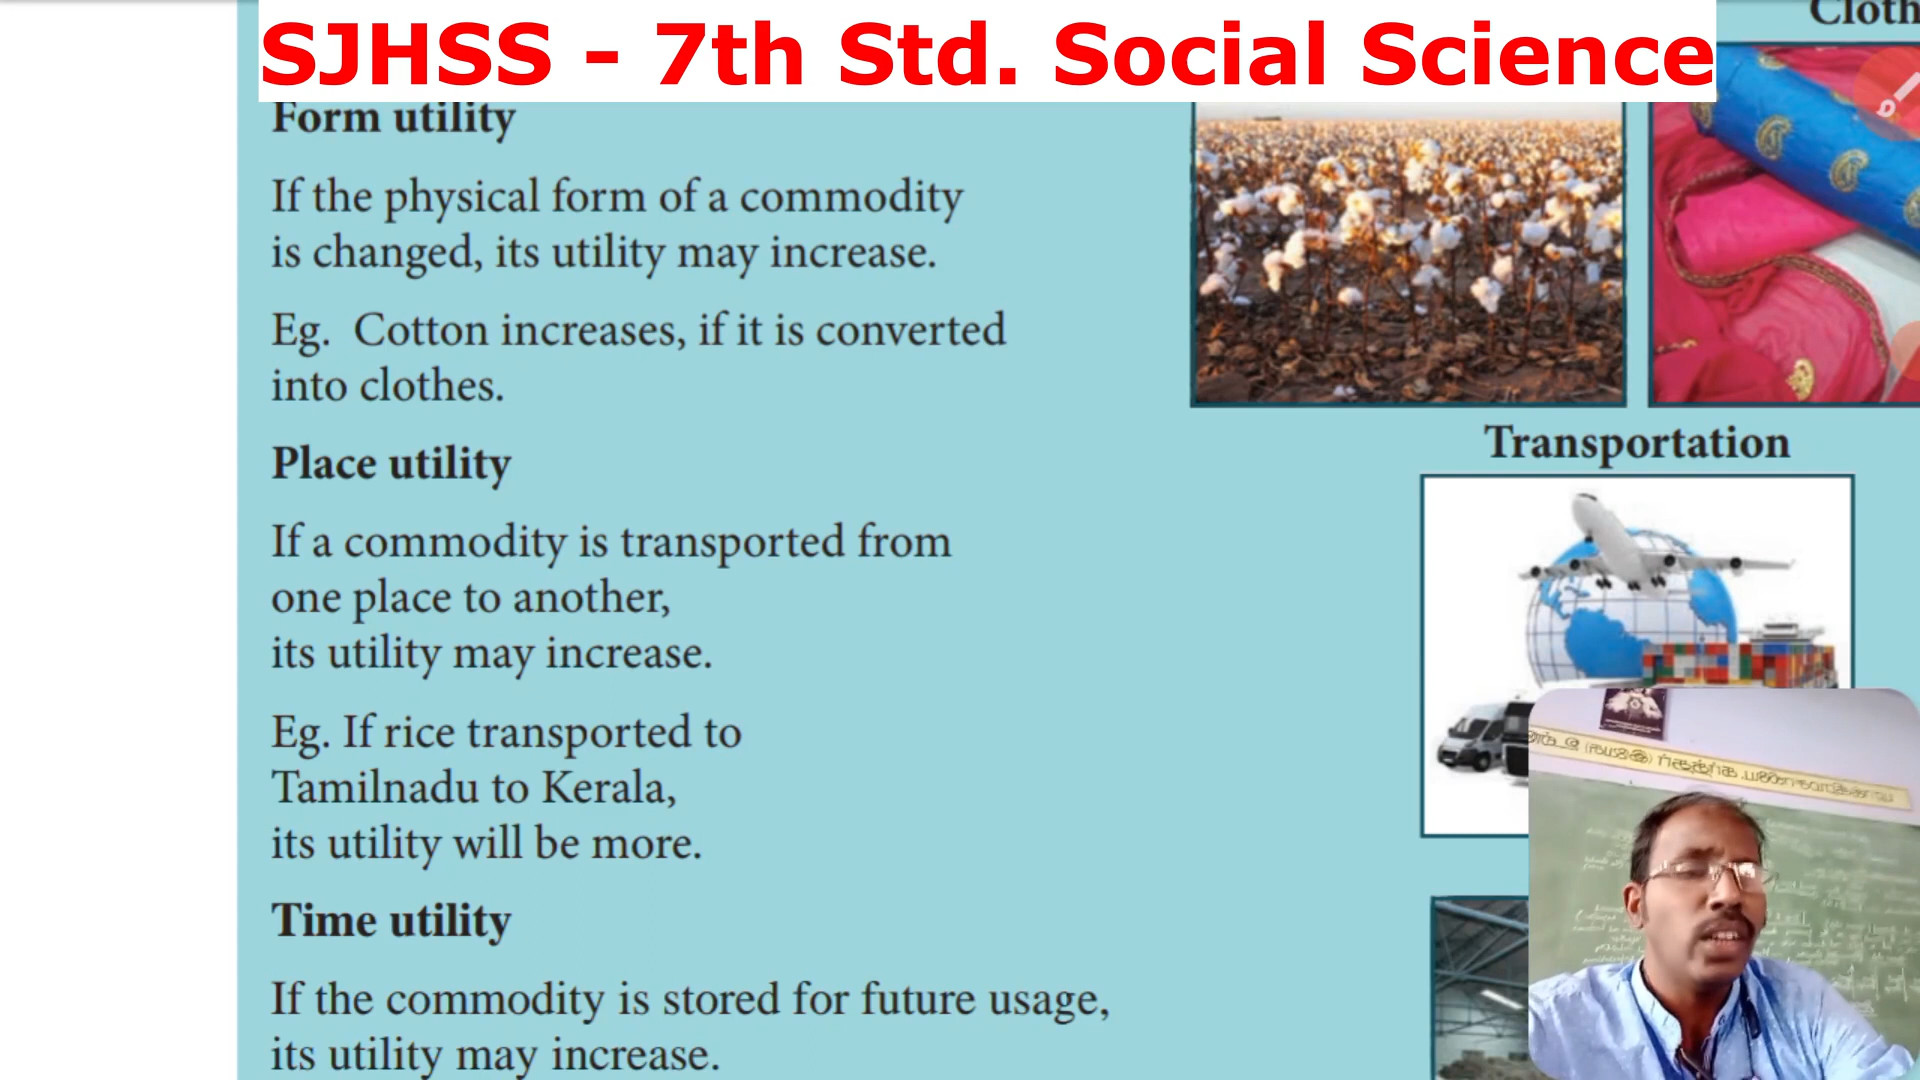 SJHSS - 7th Std. Social Science
Cloth
Form utility
If the physical form of a commodity
is changed, its utility may increase.
Eg. Cotton increases, if it is converted
into clothes.
Transportation
Place utility
If a commodity is transported from
one place to another,
its utility may increase.
Eg. If rice transported to
Tamilnadu to Kerala,
its utility will be more.
Time utility
If the commodity is stored for future usage,
its utility may increase.